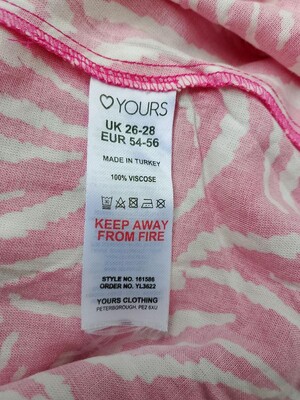 YOURS
UK 26-28
EUR 54-56
MADE IN TURKEY
100% VISCOSE
KEEP AWAY
FROM FIRE
STYLE NO. 161586
ORDER NO. YL3622
YOURS CLOTHING
PETERBOROUGH, PE2 6XU